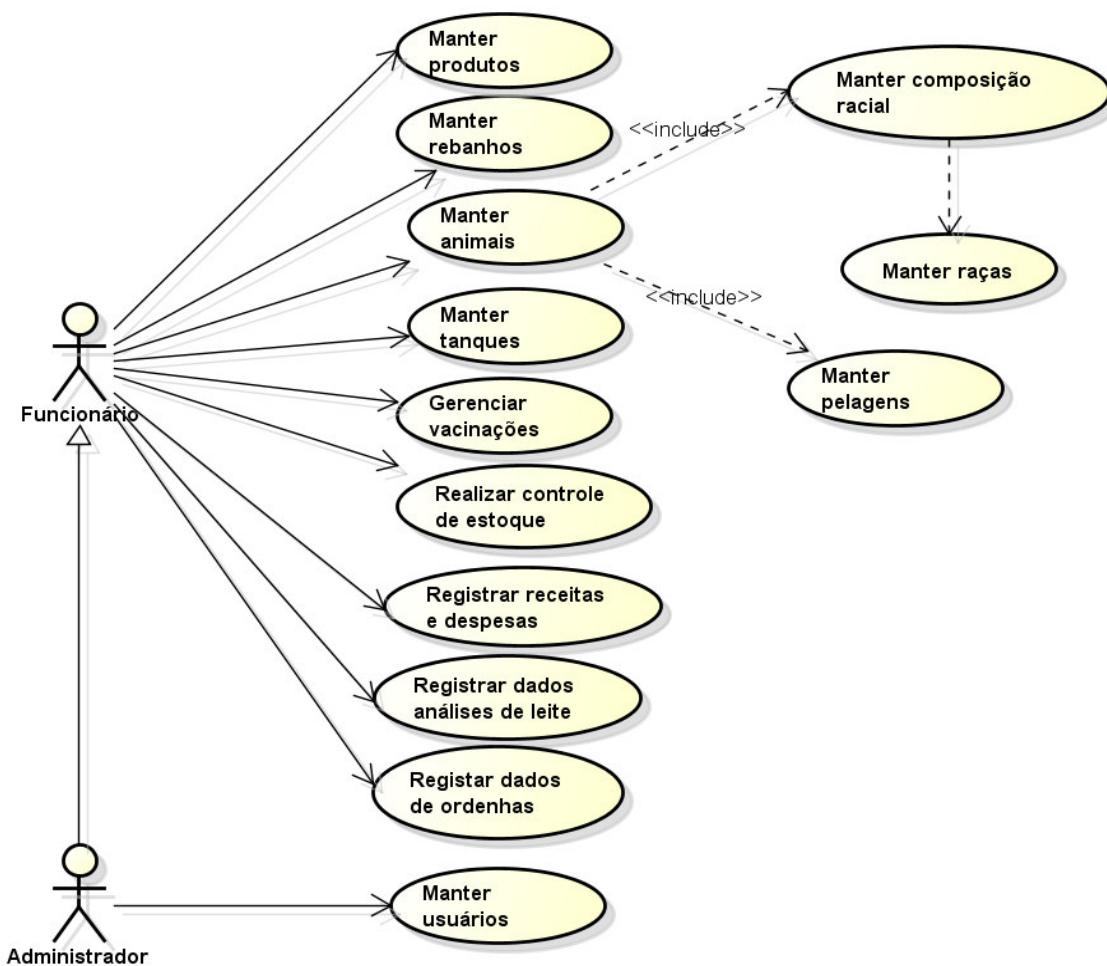 Manter
produtos
Manter
rebanhos
Manter
animais
Manter
tanques
Gerenciar
vacinações
Realizar controle
de estoque
Registrar receitas
e despesas
Registrar dados
análises de leite
Registar dados
de ordenhas
Manter
usuários
Manter composição
racial
<<include>>
Manter raças
<<include>>
Manter
pelagens
Funcionário
Administrador